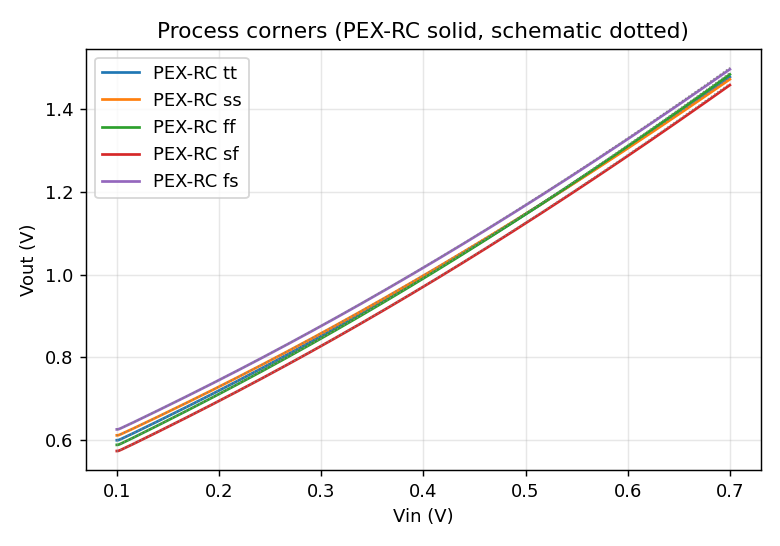 Process corners (PEX-RC solid, schematic dotted)
PEX-RC tt
PEX-RC ss
PEX-RC ff
PEX-RC sf
PEX-RC fs
Vout (V)
1.4
1.2
1.0
0.8
0.6
0.1 0.2 0.3 0.4 0.5 0.6 0.7
Vin (V)